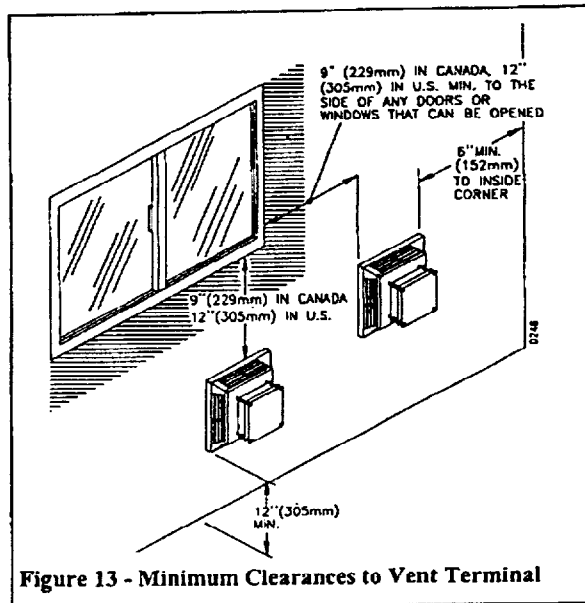 9" (229mm) IN CANADA, 12"
(305mm) IN U.S. MIN. TO THE
SIDE OF ANY DOORS OR
WINDOWS THAT CAN BE OPENED
6" MIN.
(152mm)
TO INSIDE
CORNER
9"(229mm) IN CANADA
12"(305mm) IN U.S.
D248
12"(305mm)
MIN.
Figure 13 - Minimum Clearances to Vent Terminal